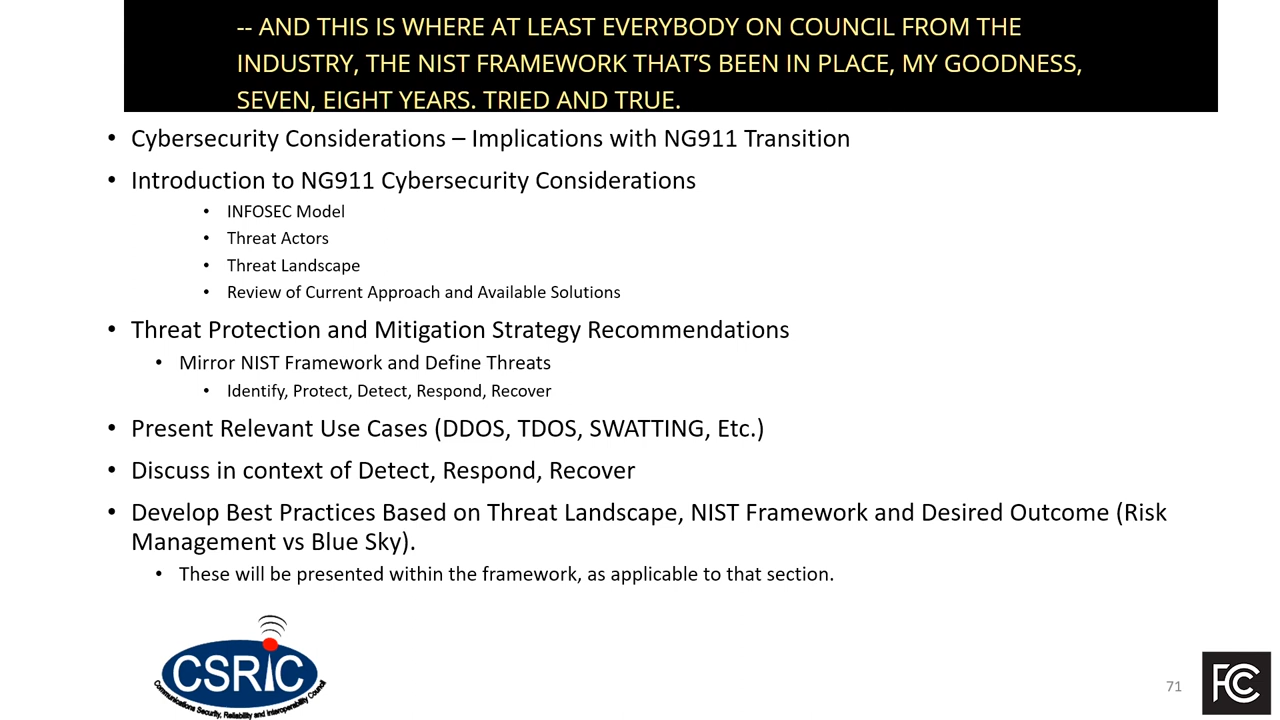 -- AND THIS IS WHERE AT LEAST EVERYBODY ON COUNCIL FROM THE
INDUSTRY, THE NIST FRAMEWORK THAT’S BEEN IN PLACE, MY GOODNESS,
SEVEN, EIGHT YEARS. TRIED AND TRUE.
• Cybersecurity Considerations – Implications with NG911 Transition
• Introduction to NG911 Cybersecurity Considerations
• INFOSEC Model
• Threat Actors
• Threat Landscape
• Review of Current Approach and Available Solutions
• Threat Protection and Mitigation Strategy Recommendations
• Mirror NIST Framework and Define Threats
• Identify, Protect, Detect, Respond, Recover
• Present Relevant Use Cases (DDOS, TDOS, SWATTING, Etc.)
• Discuss in context of Detect, Respond, Recover
• Develop Best Practices Based on Threat Landscape, NIST Framework and Desired Outcome (Risk
Management vs Blue Sky).
• These will be presented within the framework, as applicable to that section.
CSRIC
Communications Security, Reliability and Interoperability Council
71
FCC